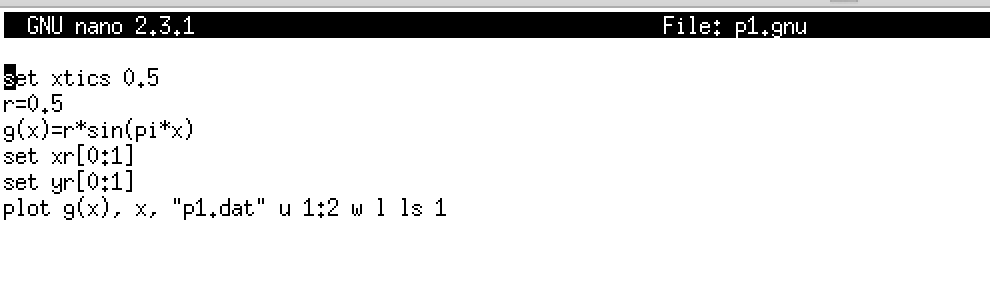 GNU nano 2.3.1 File: p1.gnu
set xtics 0.5
r=0.5
g(x)=r*sin(pi*x)
set xr[0:1]
set yr[0:1]
plot g(x), x, "p1.dat" u 1:2 w l ls 1